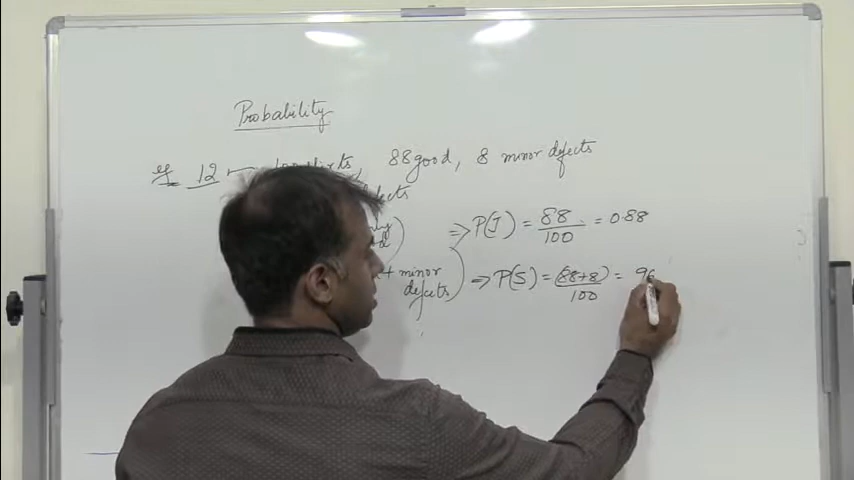 Probability
eg 12 100 shirts, 88 good, 8 minor defects
defects
⇒ P(J) = 88/100 = 0.88
+ minor defects) ⇒ P(S) = (88+8)/100 = 96